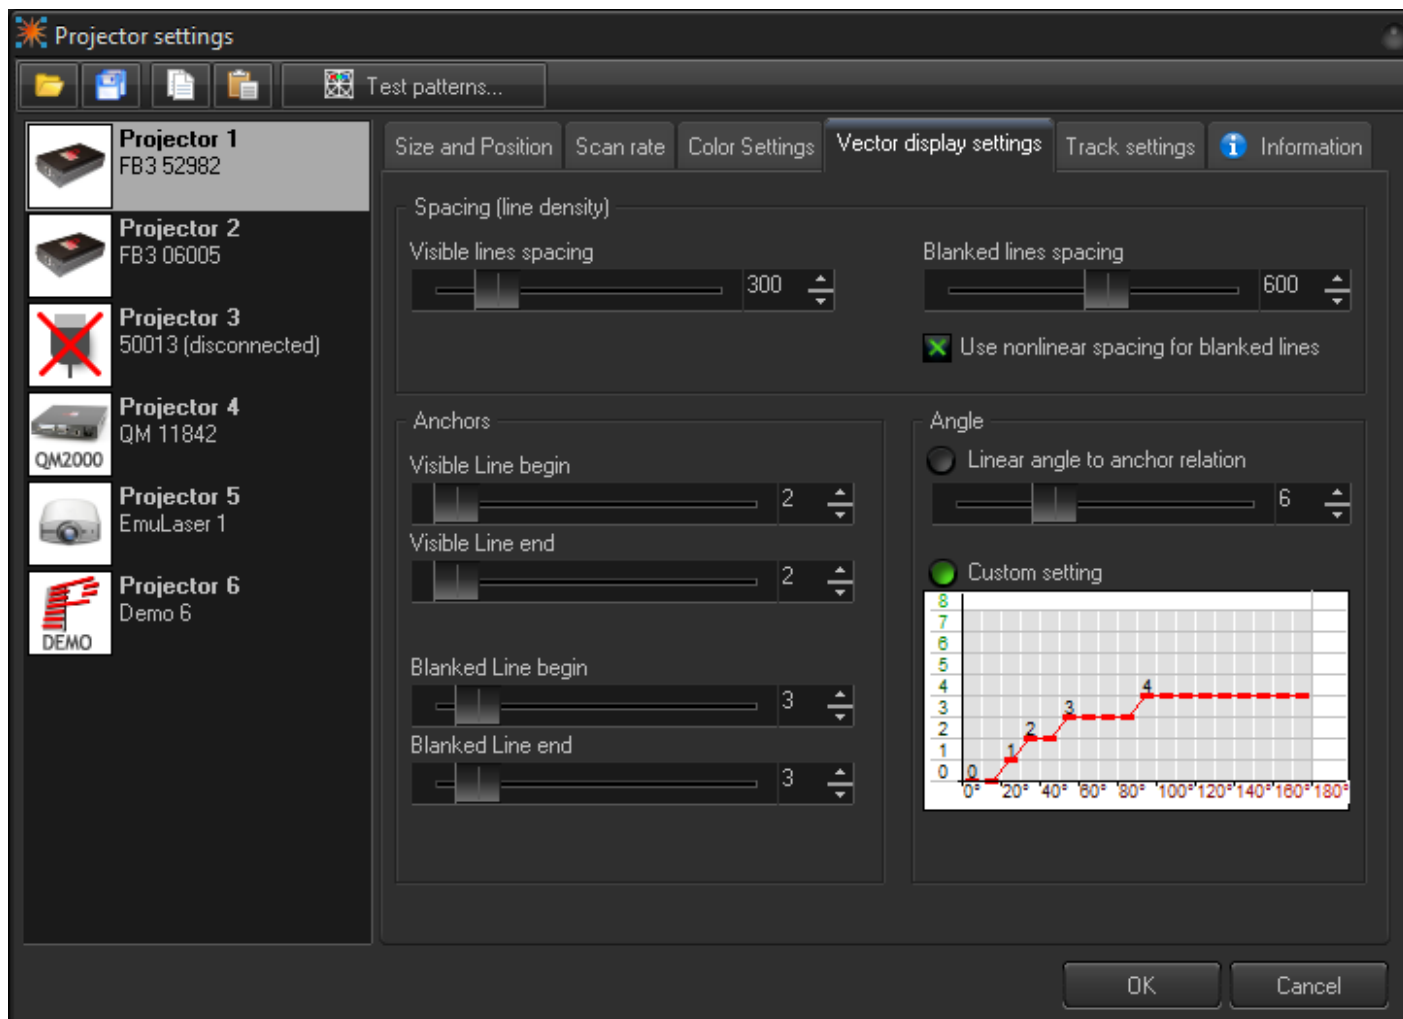 Projector settings
Test patterns...
Projector 1
FB3 52982
Projector 2
FB3 06005
Projector 3
50013 (disconnected)
Projector 4
QM 11842
QM2000
Projector 5
EmuLaser 1
Projector 6
Demo 6
DEMO
Size and Position Scan rate Color Settings Vector display settings Track settings i Information
Spacing (line density)
Visible lines spacing
300
Blanked lines spacing
600
Use nonlinear spacing for blanked lines
Anchors
Visible Line begin
2
Visible Line end
2
Blanked Line begin
3
Blanked Line end
3
Angle
Linear angle to anchor relation
6
Custom setting
8
7
6
5
4
3
2
1
0
0 1 2 3 4
0° 20° 40° 60° 80° 100° 120° 140° 160° 180°
OK Cancel